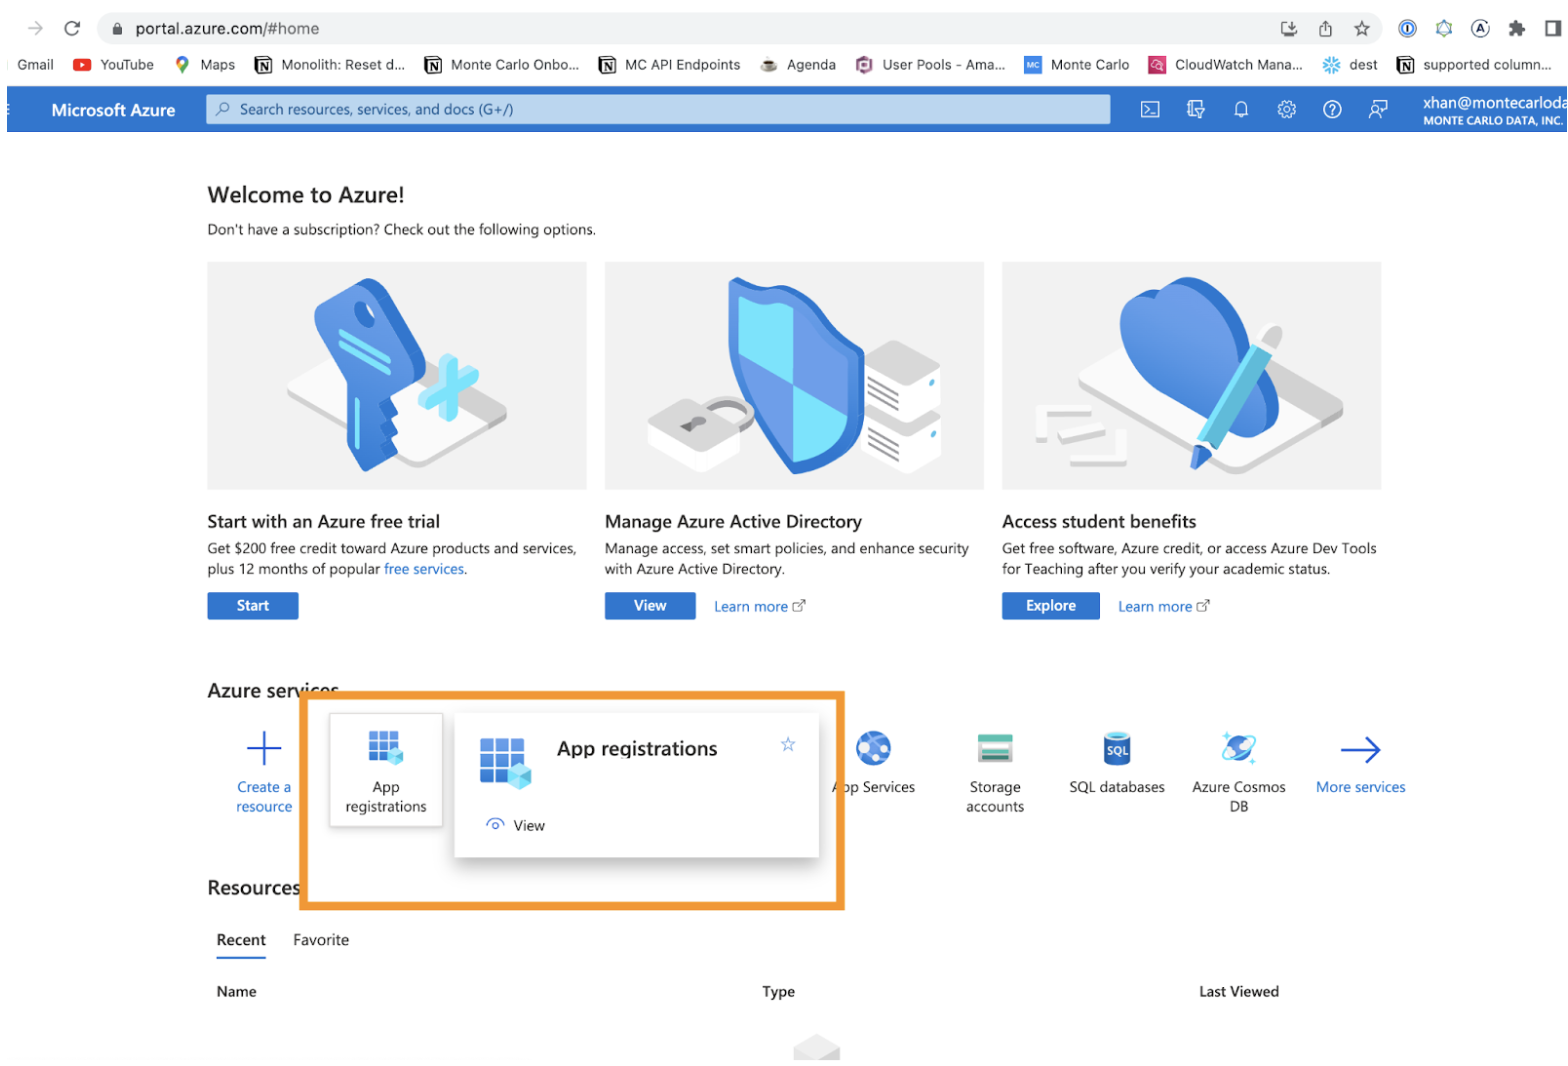 portal.azure.com/#home
Gmail YouTube Maps Monolith: Reset d... Monte Carlo Onbo... MC API Endpoints Agenda User Pools - Ama... MC Monte Carlo CloudWatch Mana... dest supported column...
Microsoft Azure Search resources, services, and docs (G+/) xhan@montecarloda
MONTE CARLO DATA, INC.
Welcome to Azure!
Don't have a subscription? Check out the following options.
Start with an Azure free trial
Get $200 free credit toward Azure products and services,
plus 12 months of popular free services.
Start
Manage Azure Active Directory
Manage access, set smart policies, and enhance security
with Azure Active Directory.
View Learn more
Access student benefits
Get free software, Azure credit, or access Azure Dev Tools
for Teaching after you verify your academic status.
Explore Learn more
Azure services
Create a
resource
App
registrations
App registrations
View
App Services
Storage
accounts
SQL
SQL databases
Azure Cosmos
DB
More services
Resources
Recent Favorite
Name Type Last Viewed